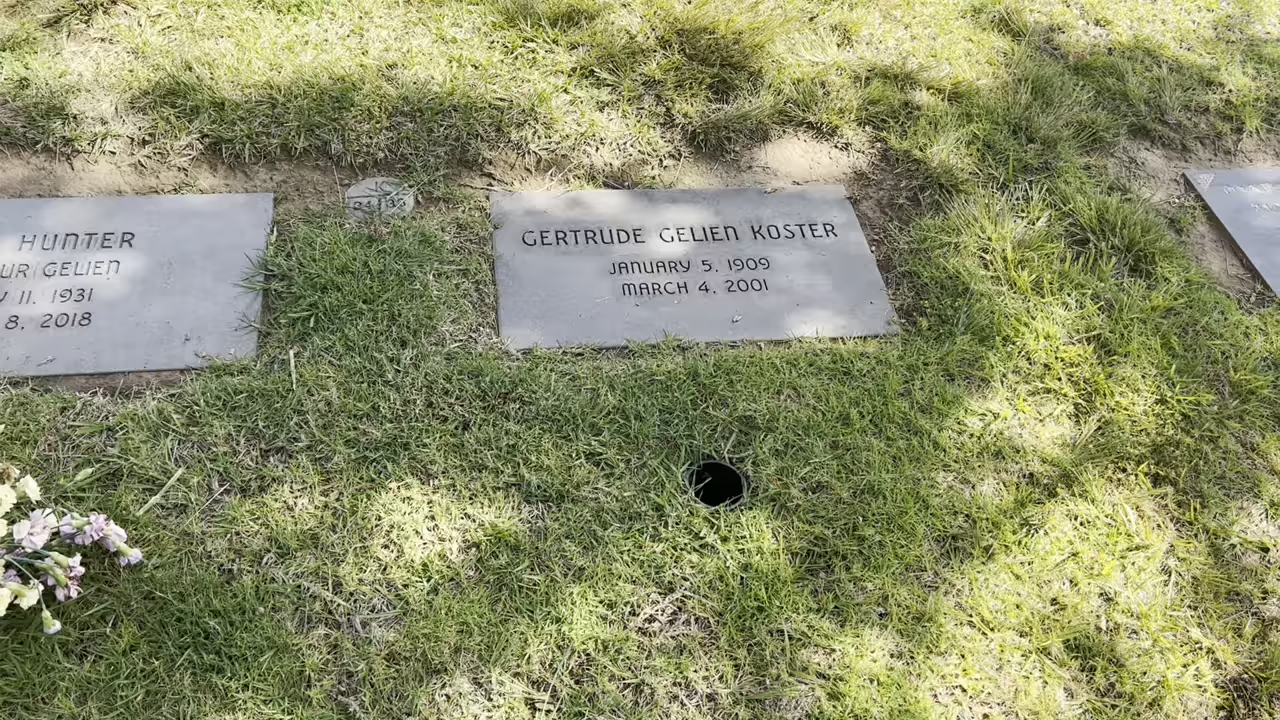 HUNTER
UR GELIEN
11, 1931
8, 2018
GERTRUDE GELIEN KOSTER
JANUARY 5, 1909
MARCH 4, 2001